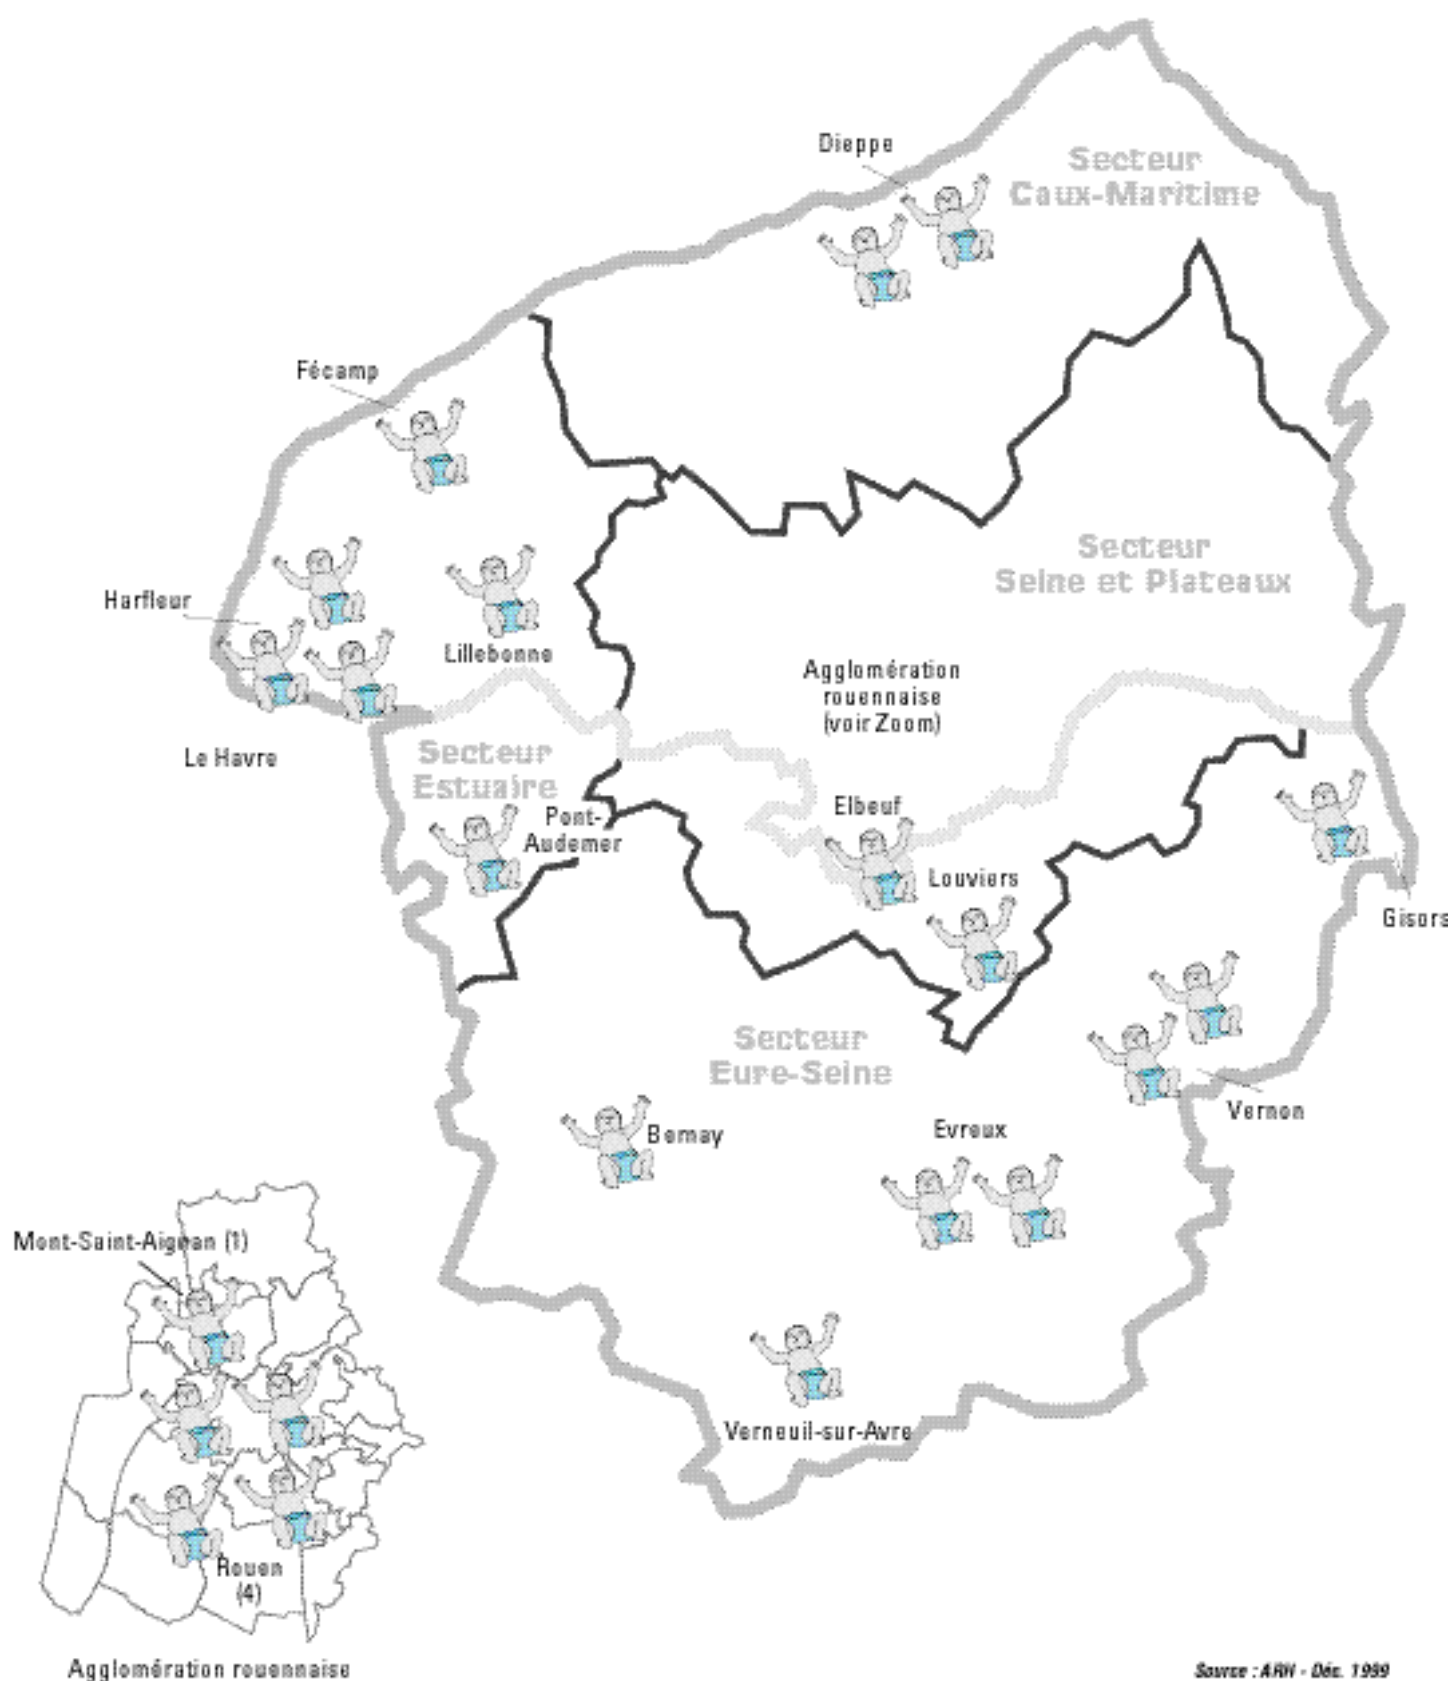 Dieppe
Secteur
Caux-Maritime
Fécamp
Harfleur
Lillebonne
Secteur
Seine et Plateaux
Agglomération
rouennaise
(voir Zoom)
Le Havre
Secteur
Estuaire
Pont-
Audemer
Elbeuf
Louviers
Gisors
Secteur
Eure-Seine
Vernon
Bernay
Evreux
Verneuil-sur-Avre
Mont-Saint-Aignan (1)
Rouen
(4)
Agglomération rouennaise
Source : ARH - Déc. 1999